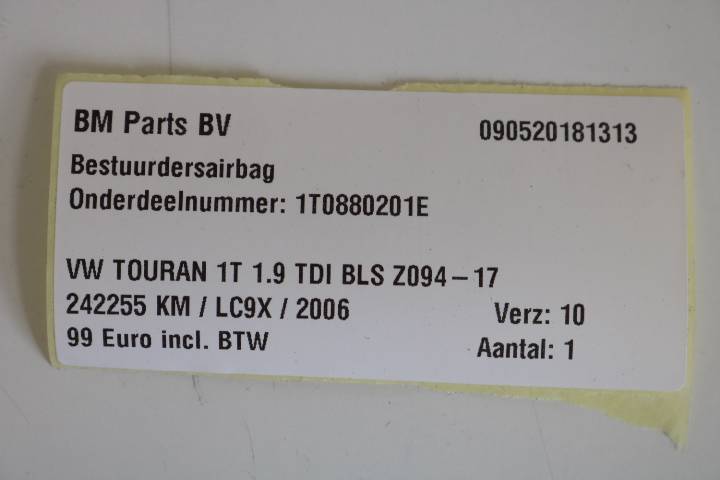 BM Parts BV 090520181313
Bestuurdersairbag
Onderdeelnummer: 1T0880201E
VW TOURAN 1T 1.9 TDI BLS Z094-17
242255 KM / LC9X / 2006 Verz: 10
99 Euro incl. BTW Aantal: 1